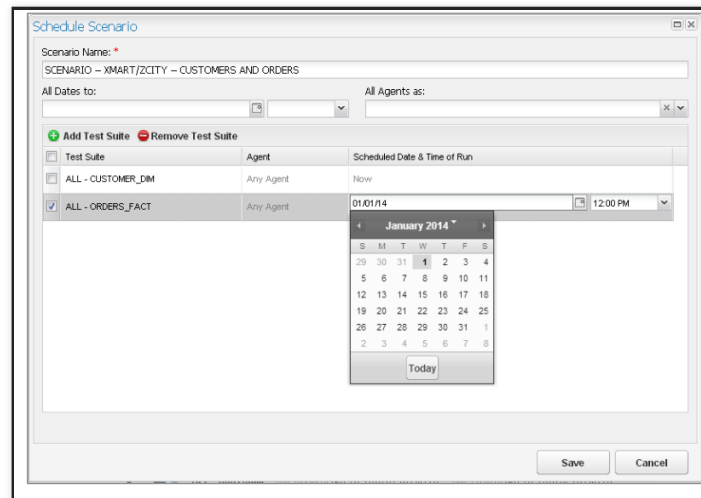 Schedule Scenario
Scenario Name: *
SCENARIO – XMART/ZCITY – CUSTOMERS AND ORDERS
All Dates to: All Agents as:
Add Test Suite Remove Test Suite
Test Suite Agent Scheduled Date & Time of Run
ALL - CUSTOMER_DIM Any Agent Now
ALL - ORDERS_FACT Any Agent 01/01/14 12:00 PM
January 2014
S M T W T F S
29 30 31 1 2 3 4
5 6 7 8 9 10 11
12 13 14 15 16 17 18
19 20 21 22 23 24 25
26 27 28 29 30 31 1
2 3 4 5 6 7 8
Today
Save Cancel